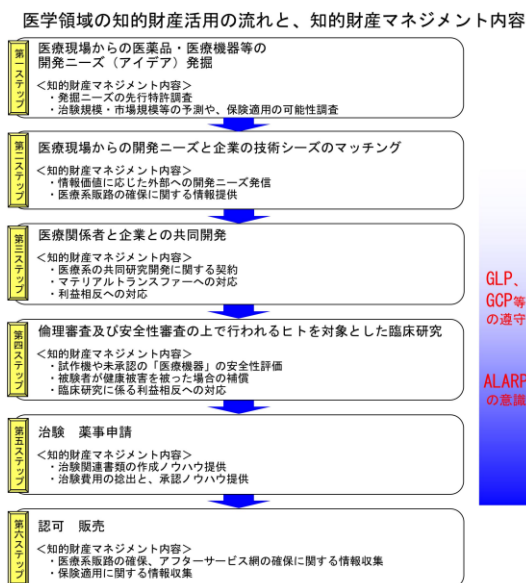 医学領域の知的財産活用の流れと、知的財産マネジメント内容
第一ステップ
医療現場からの医薬品・医療機器等の
開発ニーズ（アイデア）発掘
＜知的財産マネジメント内容＞
・発掘ニーズの先行特許調査
・治験規模・市場規模等の予測や、保険適用の可能性調査
第二ステップ
医療現場からの開発ニーズと企業の技術シーズのマッチング
＜知的財産マネジメント内容＞
・情報価値に応じた外部への開発ニーズ発信
・医療系販路の確保に関する情報提供
第三ステップ
医療関係者と企業との共同開発
＜知的財産マネジメント内容＞
・医療系の共同研究開発に関する契約
・マテリアルトランスファーへの対応
・利益相反への対応
第四ステップ
倫理審査及び安全性審査の上で行われるヒトを対象とした臨床研究
＜知的財産マネジメント内容＞
・試作機や未承認の「医療機器」の安全性評価
・被験者が健康被害を被った場合の補償
・臨床研究に係る利益相反への対応
第五ステップ
治験　薬事申請
＜知的財産マネジメント内容＞
・治験関連書類の作成ノウハウ提供
・治験費用の捻出と、承認ノウハウ提供
第六ステップ
認可　販売
＜知的財産マネジメント内容＞
・医療系販路の確保、アフターサービス網の確保に関する情報収集
・保険適用に関する情報収集
GLP、
GCP等
の遵守
ALARP
の意識